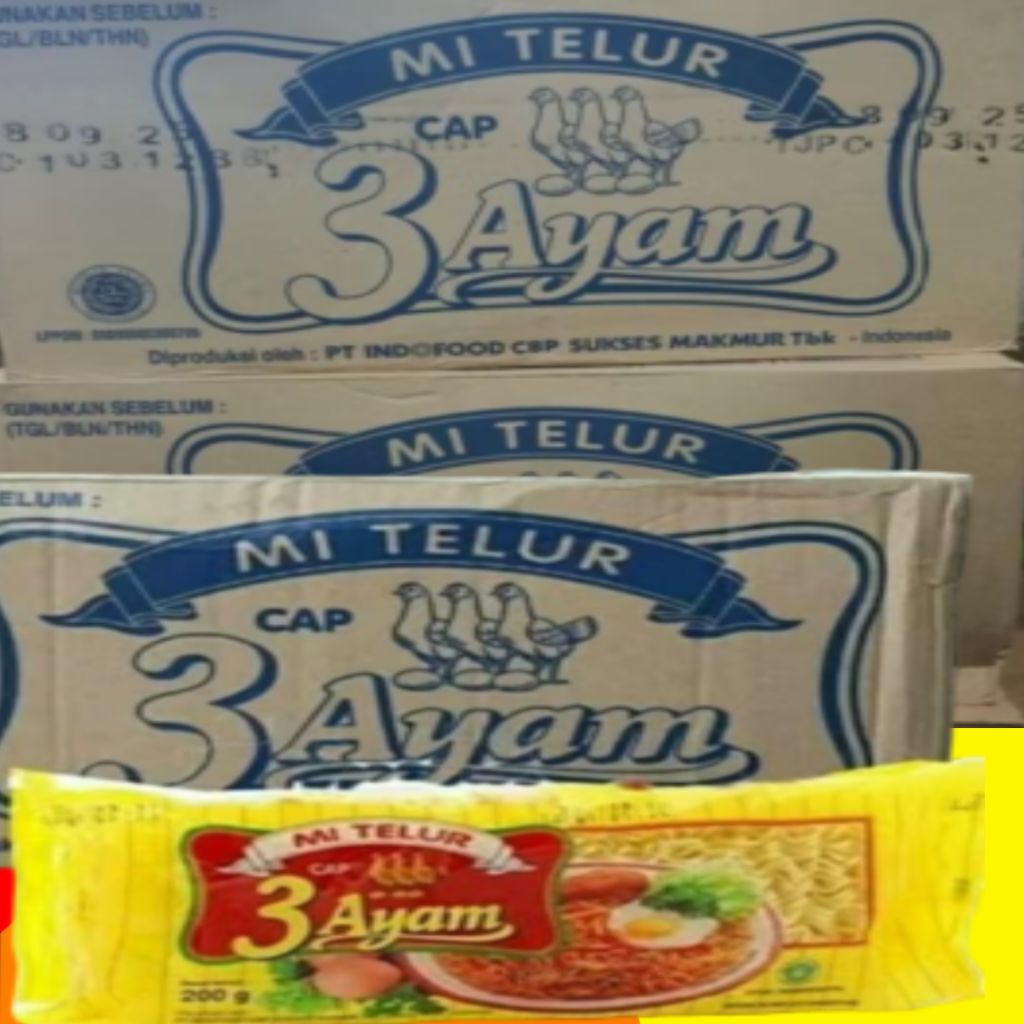 GUNAKAN SEBELUM :
(TGL/BLN/THN)
MI TELUR
CAP
3 Ayam
Diproduksi oleh : PT INDOFOOD CBP SUKSES MAKMUR Tbk - Indonesia
GUNAKAN SEBELUM :
(TGL/BLN/THN)
MI TELUR
ELUM :
MI TELUR
CAP
3 Ayam
MI TELUR
CAP
3 Ayam
200 g